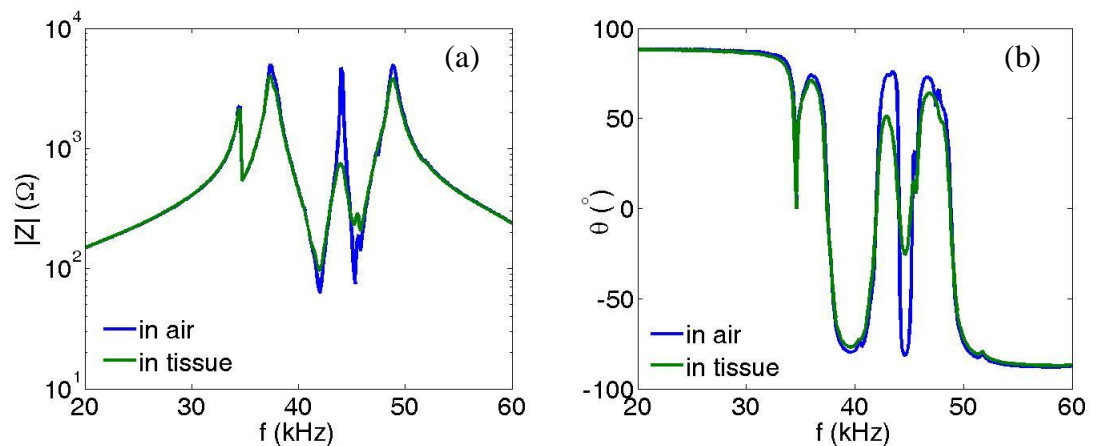 (a)
|Z| (Ω)
10^4
10^3
10^2
10^1
in air
in tissue
20 30 40 50 60
f (kHz)
(b)
θ (°)
100
50
0
-50
-100
in air
in tissue
20 30 40 50 60
f (kHz)